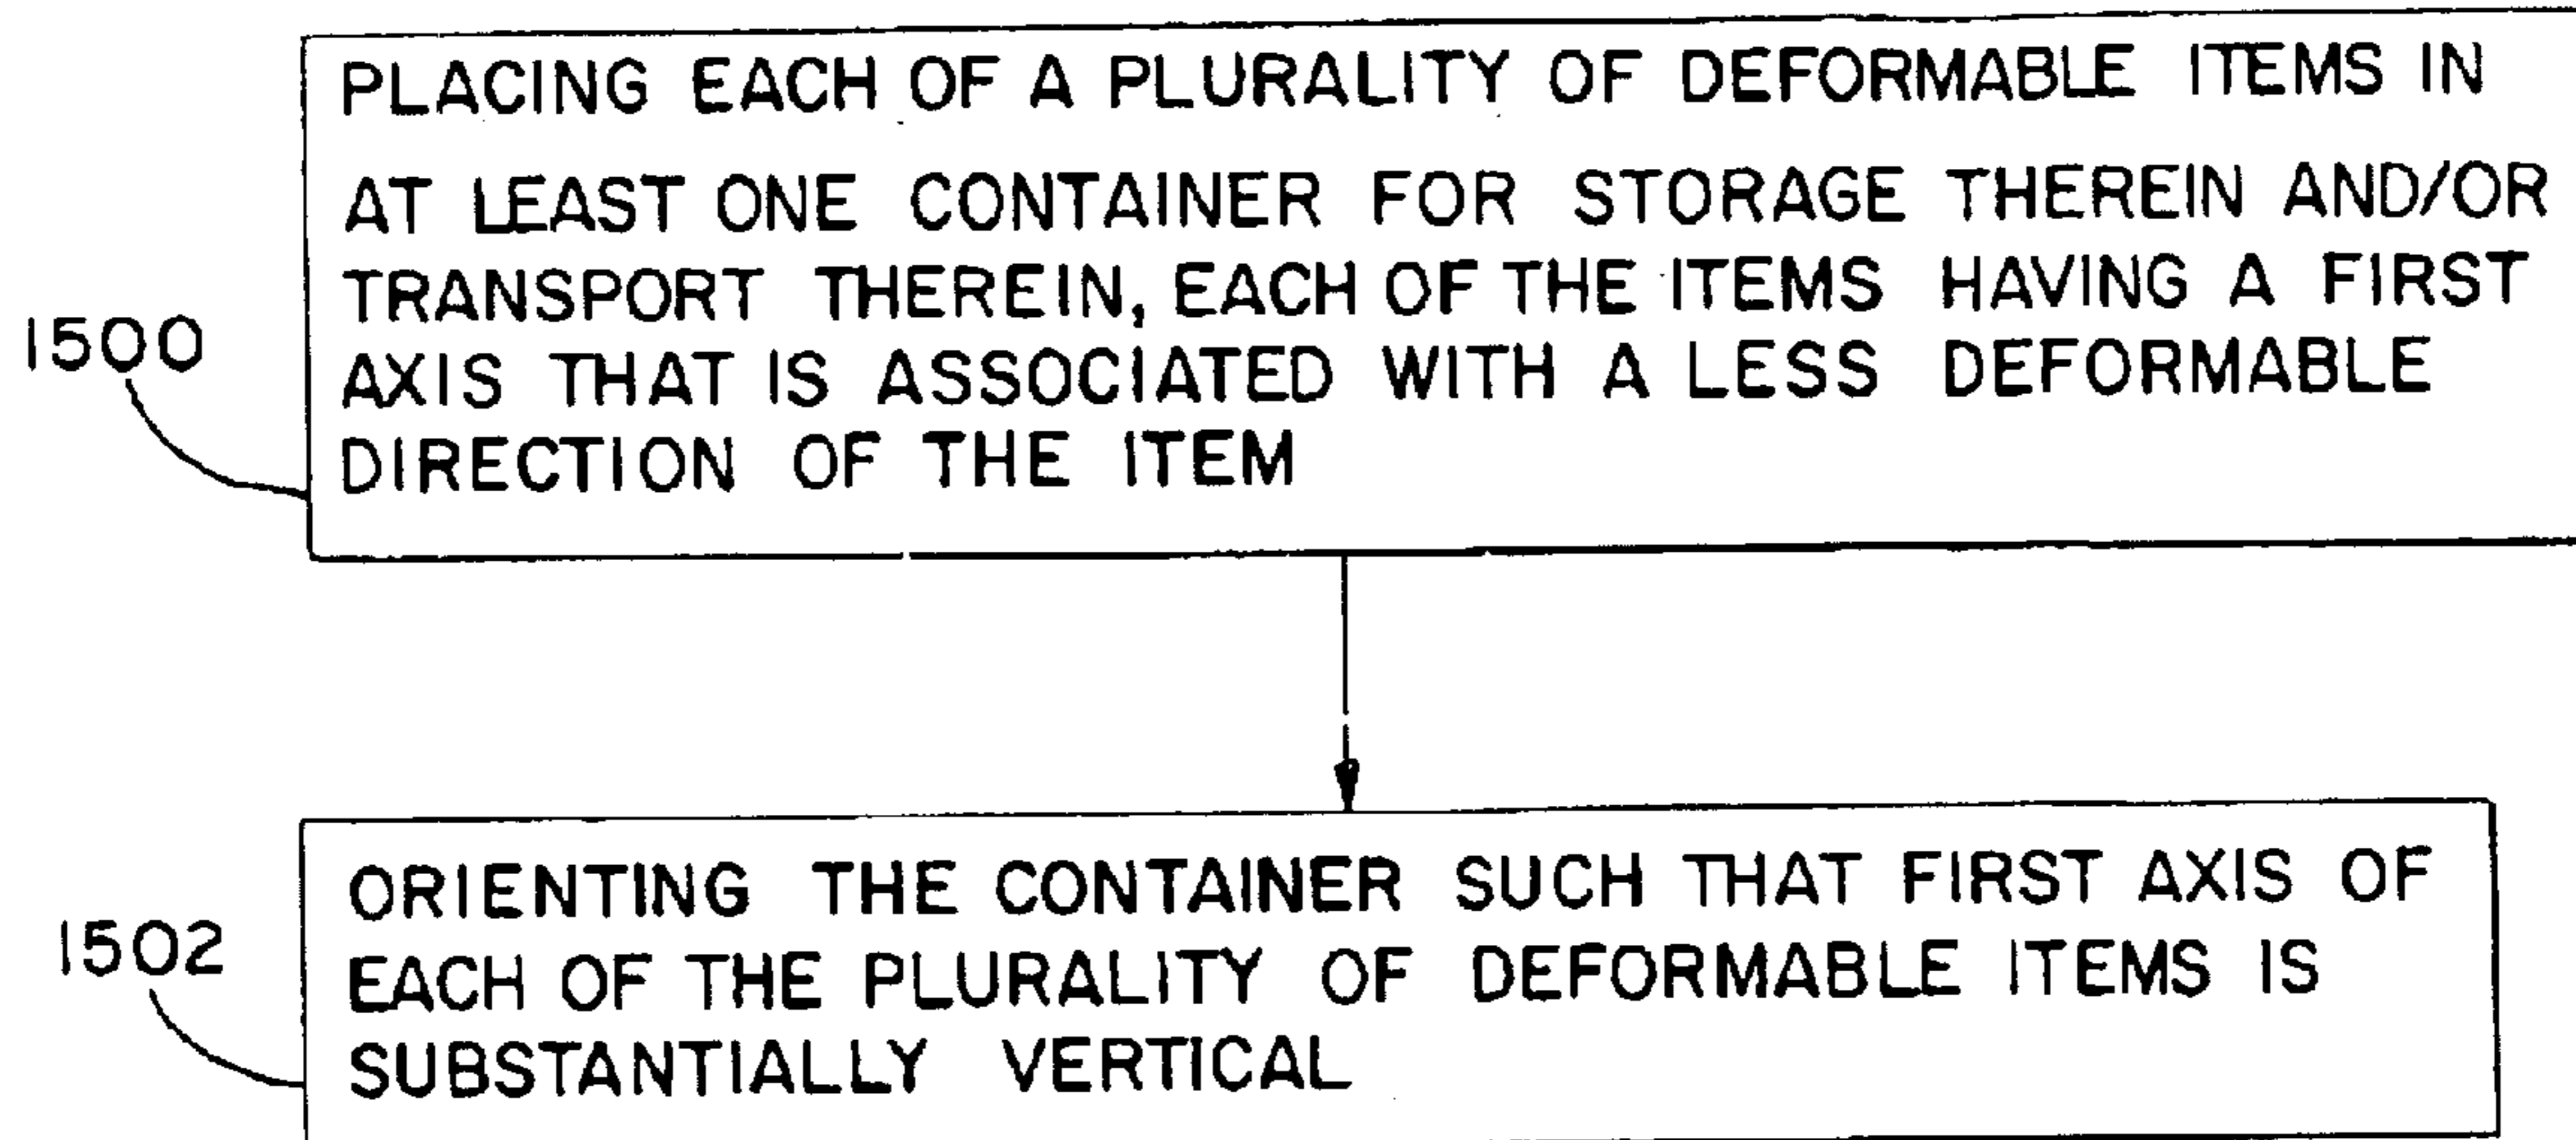 PLACING EACH OF A PLURALITY OF DEFORMABLE ITEMS IN
AT LEAST ONE CONTAINER FOR STORAGE THEREIN AND/OR
TRANSPORT THEREIN, EACH OF THE ITEMS HAVING A FIRST
AXIS THAT IS ASSOCIATED WITH A LESS DEFORMABLE
DIRECTION OF THE ITEM
1500
ORIENTING THE CONTAINER SUCH THAT FIRST AXIS OF
EACH OF THE PLURALITY OF DEFORMABLE ITEMS IS
SUBSTANTIALLY VERTICAL
1502